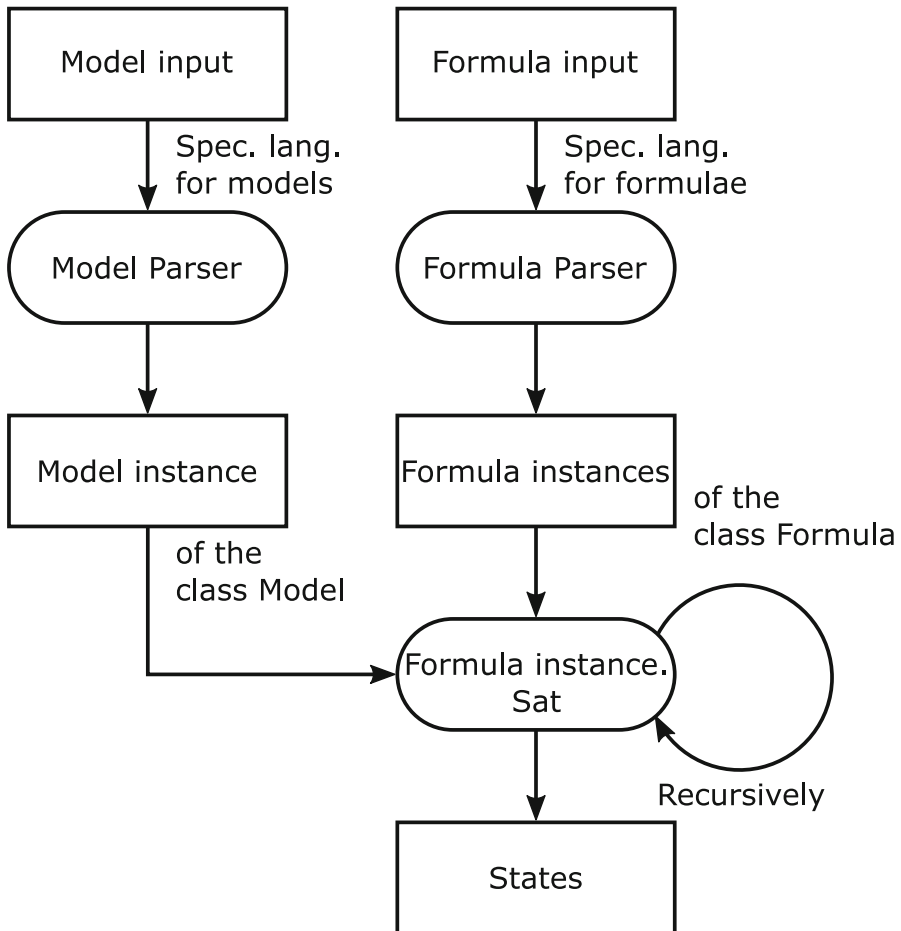 Model input
Formula input
Spec. lang.
for models
Spec. lang.
for formulae
Model Parser
Formula Parser
Model instance
Formula instances
of the
class Model
of the
class Formula
Formula instance.
Sat
Recursively
States